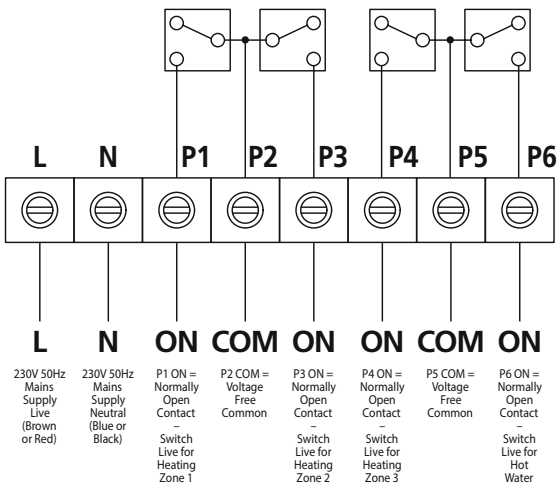 L N P1 P2 P3 P4 P5 P6
L N ON COM ON ON COM ON
230V 50Hz
Mains
Supply
Live
(Brown
or Red)
230V 50Hz
Mains
Supply
Neutral
(Blue or
Black)
P1 ON =
Normally
Open
Contact
–
Switch
Live for
Heating
Zone 1
P2 COM =
Voltage
Free
Common
P3 ON =
Normally
Open
Contact
–
Switch
Live for
Heating
Zone 2
P4 ON =
Normally
Open
Contact
–
Switch
Live for
Heating
Zone 3
P5 COM =
Voltage
Free
Common
P6 ON =
Normally
Open
Contact
–
Switch
Live for
Hot
Water